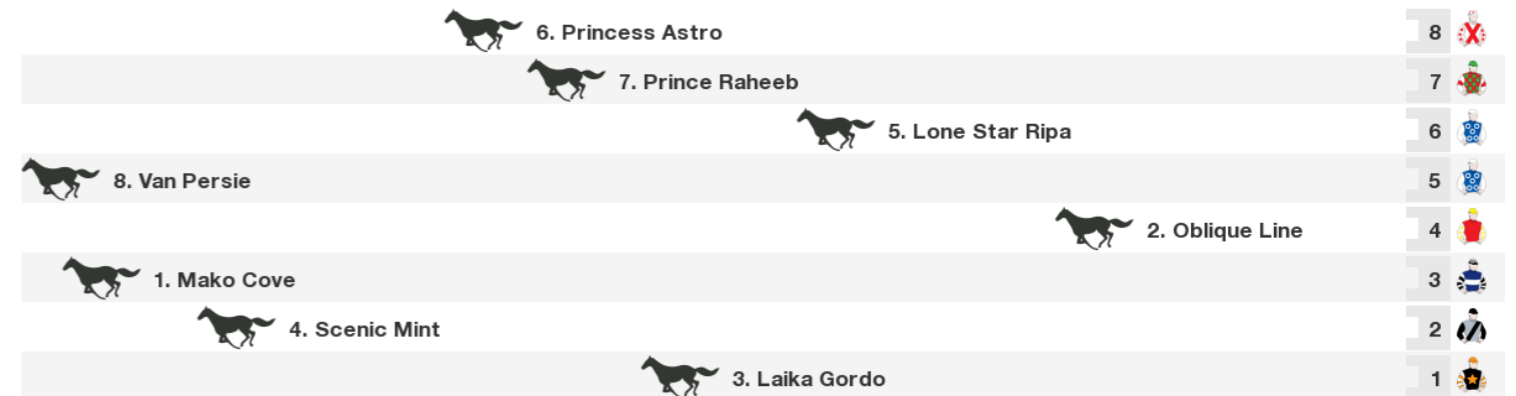 6. Princess Astro 8
7. Prince Raheeb 7
5. Lone Star Ripa 6
8. Van Persie 5
2. Oblique Line 4
1. Mako Cove 3
4. Scenic Mint 2
3. Laika Gordo 1